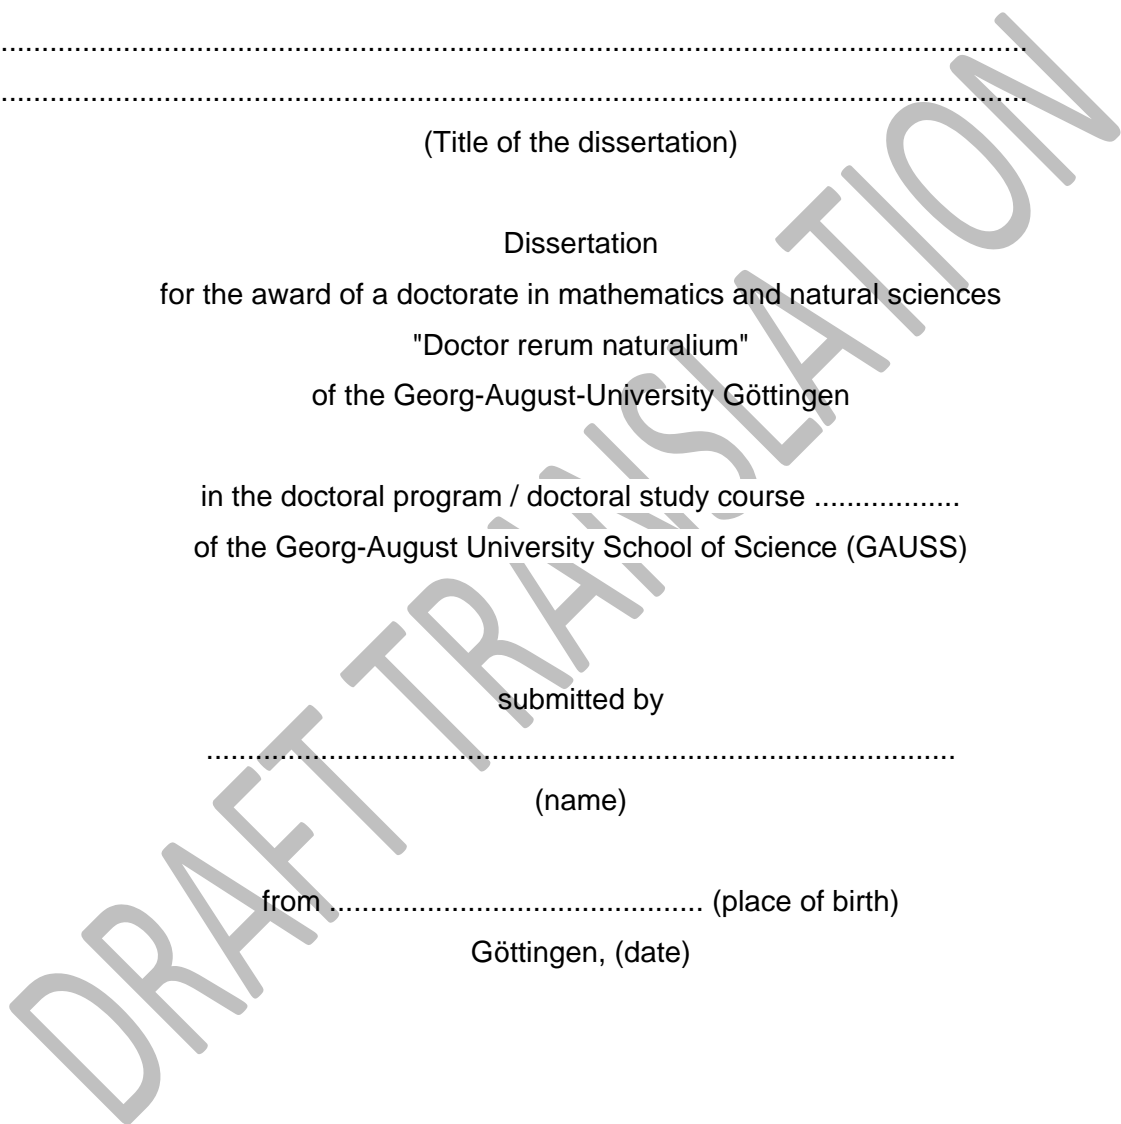 ................................................................................................................................
................................................................................................................................
(Title of the dissertation)
Dissertation
for the award of a doctorate in mathematics and natural sciences
"Doctor rerum naturalium"
of the Georg-August-University Göttingen
in the doctoral program / doctoral study course ..................
of the Georg-August University School of Science (GAUSS)
submitted by
............................................................................................
(name)
from .............................................. (place of birth)
Göttingen, (date)
DRAFT TRANSLATION